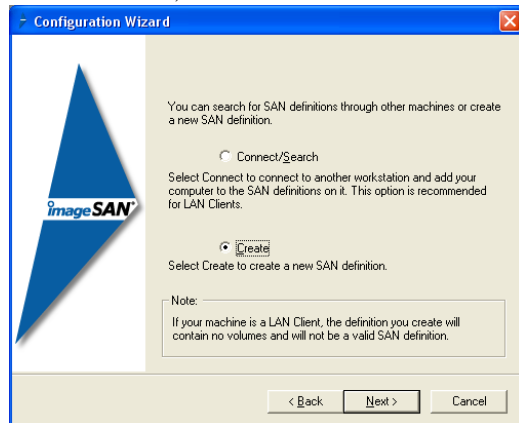 Configuration Wizard
You can search for SAN definitions through other machines or create
a new SAN definition.
Connect/Search
Select Connect to connect to another workstation and add your
computer to the SAN definitions on it. This option is recommended
for LAN Clients.
imageSAN
Create
Select Create to create a new SAN definition.
Note:
If your machine is a LAN Client, the definition you create will
contain no volumes and will not be a valid SAN definition.
< Back Next > Cancel